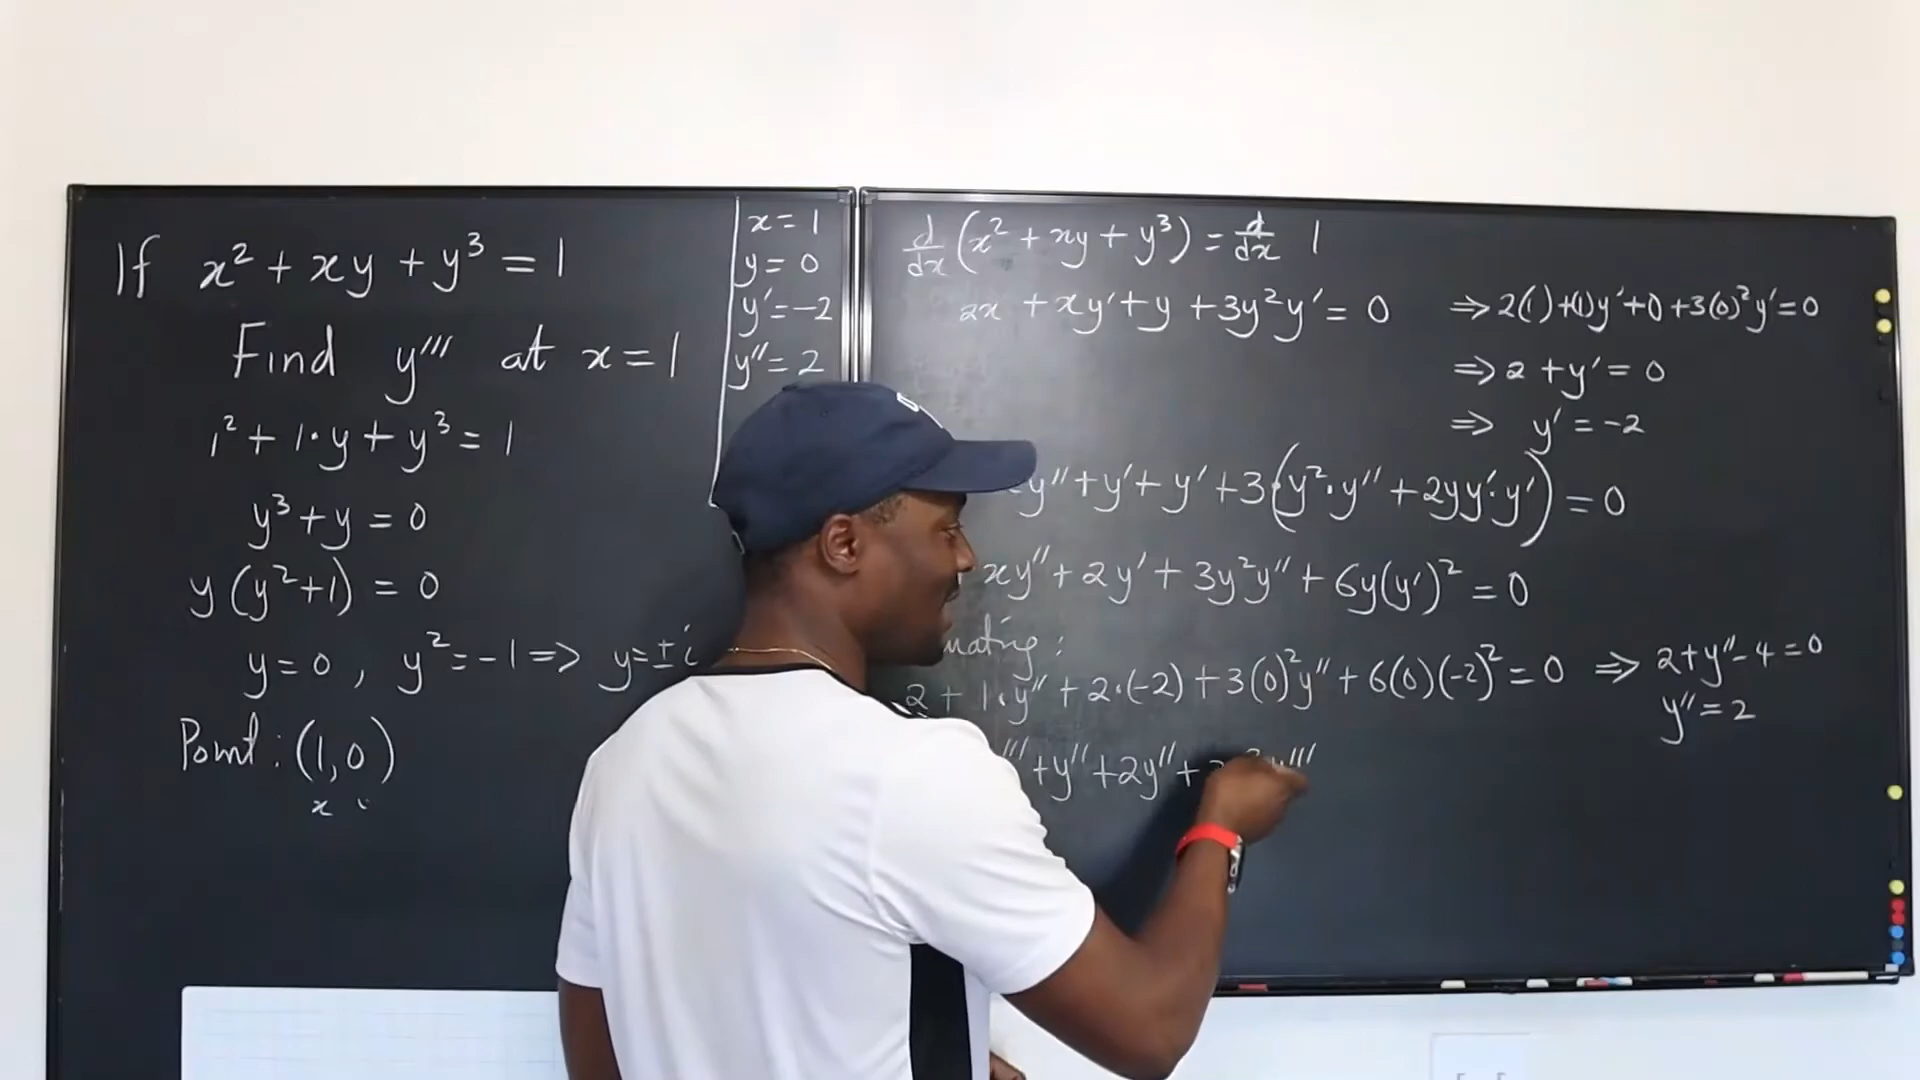 If x² + xy + y³ = 1
Find y''' at x = 1
1² + 1·y + y³ = 1
y³ + y = 0
y(y² + 1) = 0
y = 0 , y² = -1 => y = ± i
Point : (1, 0)
x
x = 1
y = 0
y' = -2
y'' = 2
d/dx (x² + xy + y³) = d/dx 1
2x + xy' + y + 3y²y' = 0
=> 2(1) + (1)y' + 0 + 3(0)²y' = 0
=> 2 + y' = 0
=> y' = -2
y'' + y' + y' + 3(y²·y'' + 2yy'·y') = 0
xy'' + 2y' + 3y²y'' + 6y(y')² = 0
2 + 1·y'' + 2·(-2) + 3(0)²y'' + 6(0)(-2)² = 0
=> 2 + y'' - 4 = 0
y'' = 2
''' + y'' + 2y'' + y'''